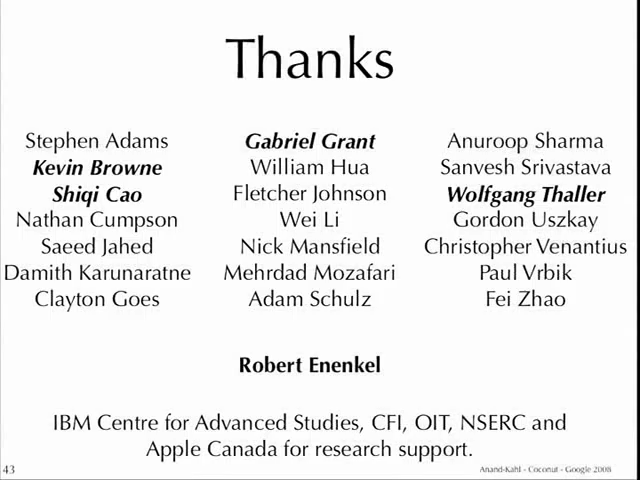 Thanks
Stephen Adams
Kevin Browne
Shiqi Cao
Nathan Cumpson
Saeed Jahed
Damith Karunaratne
Clayton Goes
Gabriel Grant
William Hua
Fletcher Johnson
Wei Li
Nick Mansfield
Mehrdad Mozafari
Adam Schulz
Anuroop Sharma
Sanvesh Srivastava
Wolfgang Thaller
Gordon Uszkay
Christopher Venantius
Paul Vrbik
Fei Zhao
Robert Enenkel
IBM Centre for Advanced Studies, CFI, OIT, NSERC and
Apple Canada for research support.
43
Anand-Kahl - Coconut - Google 2008